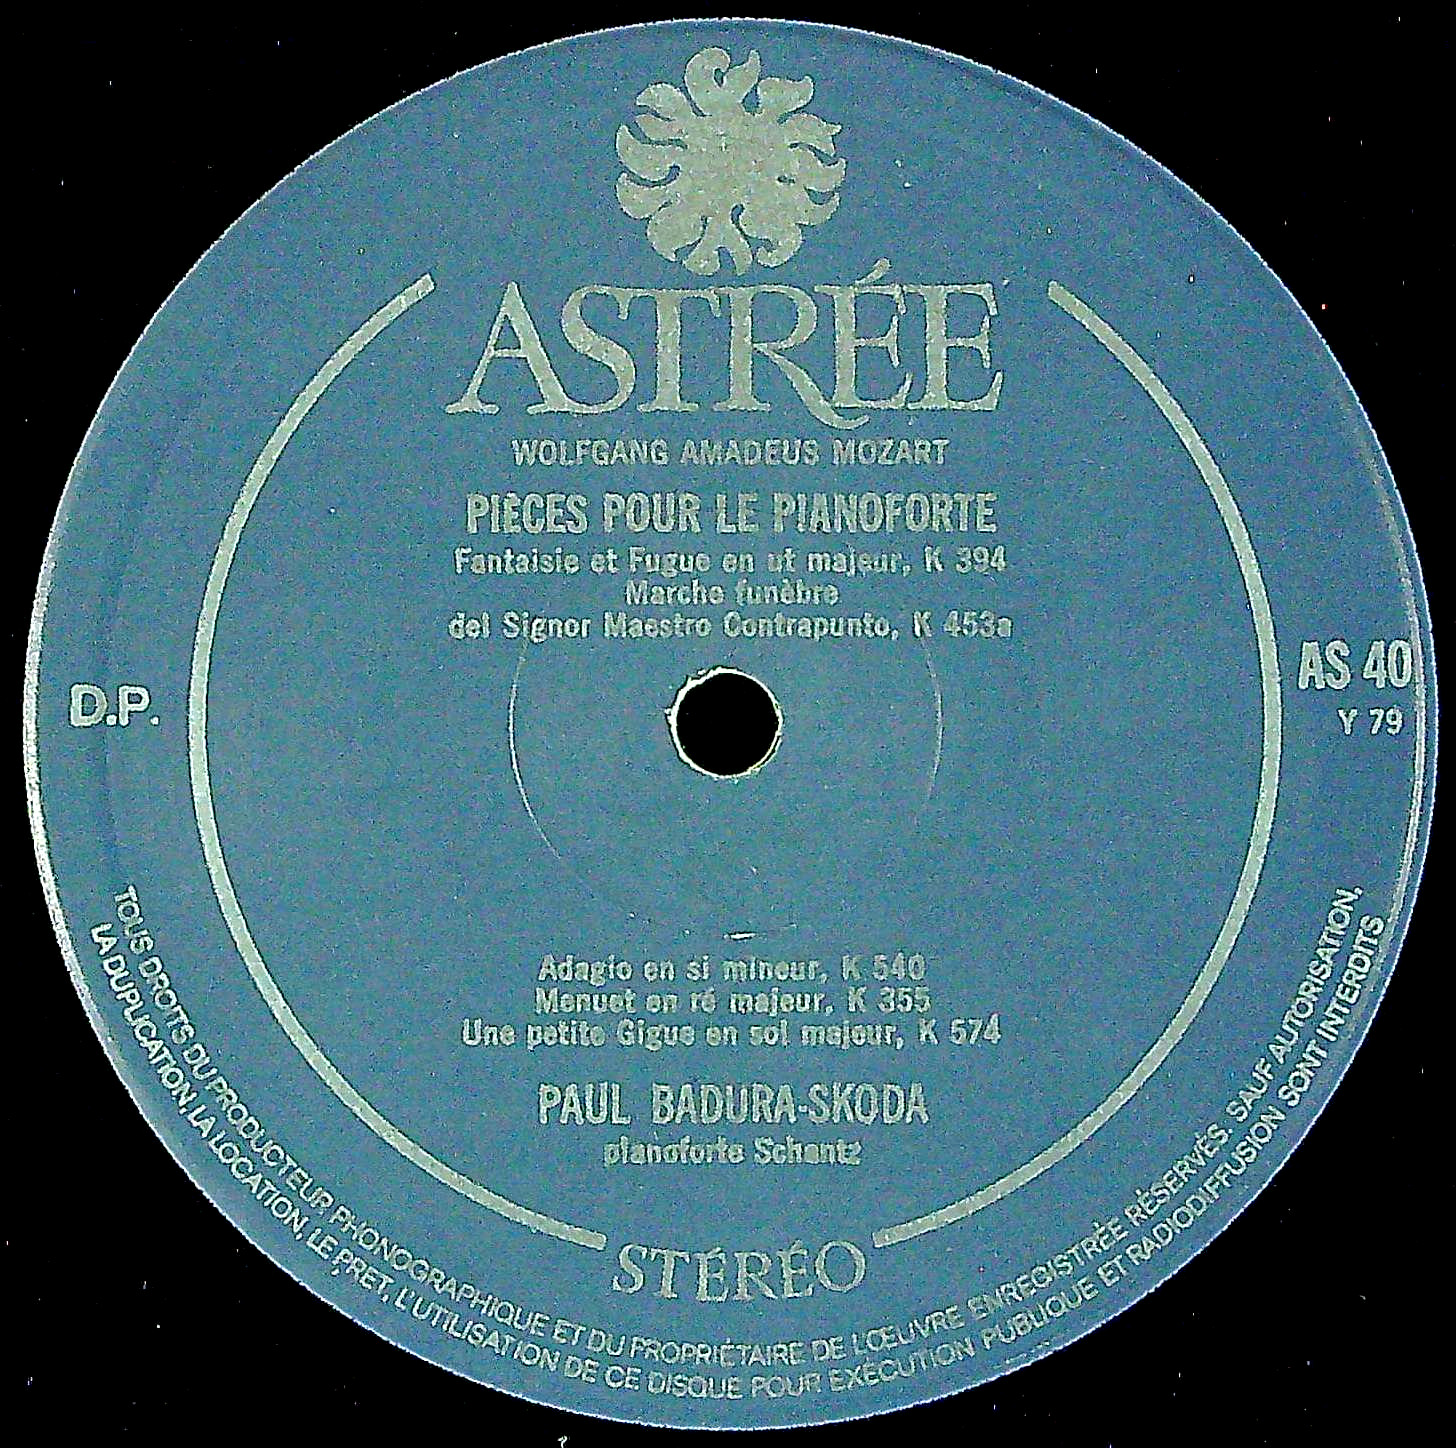 ASTRÉE
WOLFGANG AMADEUS MOZART
PIÈCES POUR LE PIANOFORTE
Fantaisie et Fugue en ut majeur, K 394
Marche funèbre
del Signor Maestro Contrapunto, K 453a
D.P.
AS 40
Y 79
Adagio en si mineur, K 540
Menuet en ré majeur, K 355
Une petite Gigue en sol majeur, K 574
PAUL BADURA-SKODA
pianoforte Schantz
STÉRÉO
TOUS DROITS DU PRODUCTEUR PHONOGRAPHIQUE ET DU PROPRIÉTAIRE DE L'ŒUVRE ENREGISTRÉE RÉSERVÉS. SAUF AUTORISATION,
LA DUPLICATION, LA LOCATION, LE PRET, L'UTILISATION DE CE DISQUE POUR EXÉCUTION PUBLIQUE ET RADIODIFFUSION SONT INTERDITS